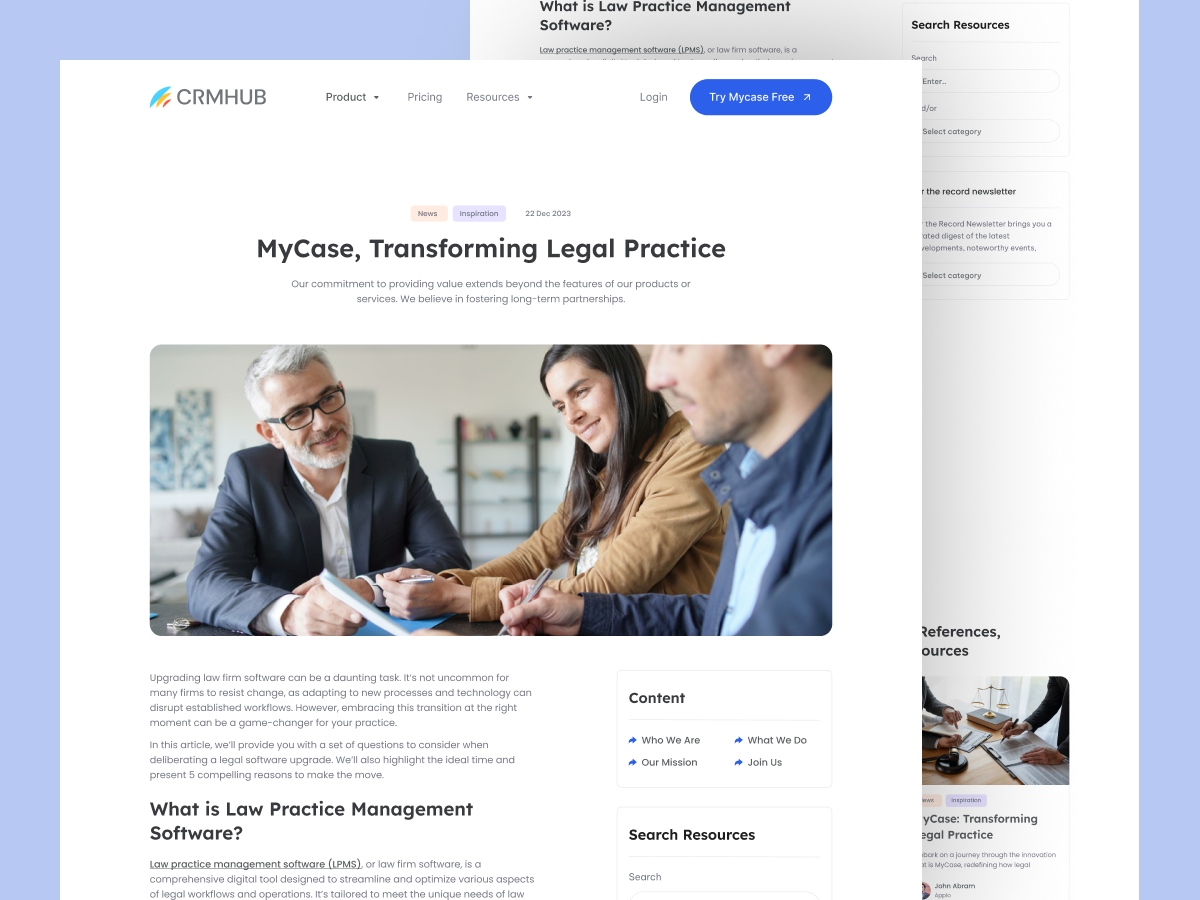 What is Law Practice Management
Software?
Law practice management software (LPMS), or law firm software, is a
Search Resources
Search
Enter..
d/or
Select category
r the record newsletter
r the Record Newsletter brings you a
rated digest of the latest
velopments, noteworthy events,
Select category
CRMHUB
Product
Pricing
Resources
Login
Try Mycase Free
News
Inspiration
22 Dec 2023
MyCase, Transforming Legal Practice
Our commitment to providing value extends beyond the features of our products or
services. We believe in fostering long-term partnerships.
Upgrading law firm software can be a daunting task. It's not uncommon for
many firms to resist change, as adapting to new processes and technology can
disrupt established workflows. However, embracing this transition at the right
moment can be a game-changer for your practice.
In this article, we'll provide you with a set of questions to consider when
deliberating a legal software upgrade. We'll also highlight the ideal time and
present 5 compelling reasons to make the move.
What is Law Practice Management
Software?
Law practice management software (LPMS), or law firm software, is a
comprehensive digital tool designed to streamline and optimize various aspects
of legal workflows and operations. It's tailored to meet the unique needs of law
Content
Who We Are
What We Do
Our Mission
Join Us
Search Resources
Search
References,
ources
ews
Inspiration
yCase: Transforming
egal Practice
bark on a journey through the innovation
t is MyCase, redefining how legal
John Abram
Appio